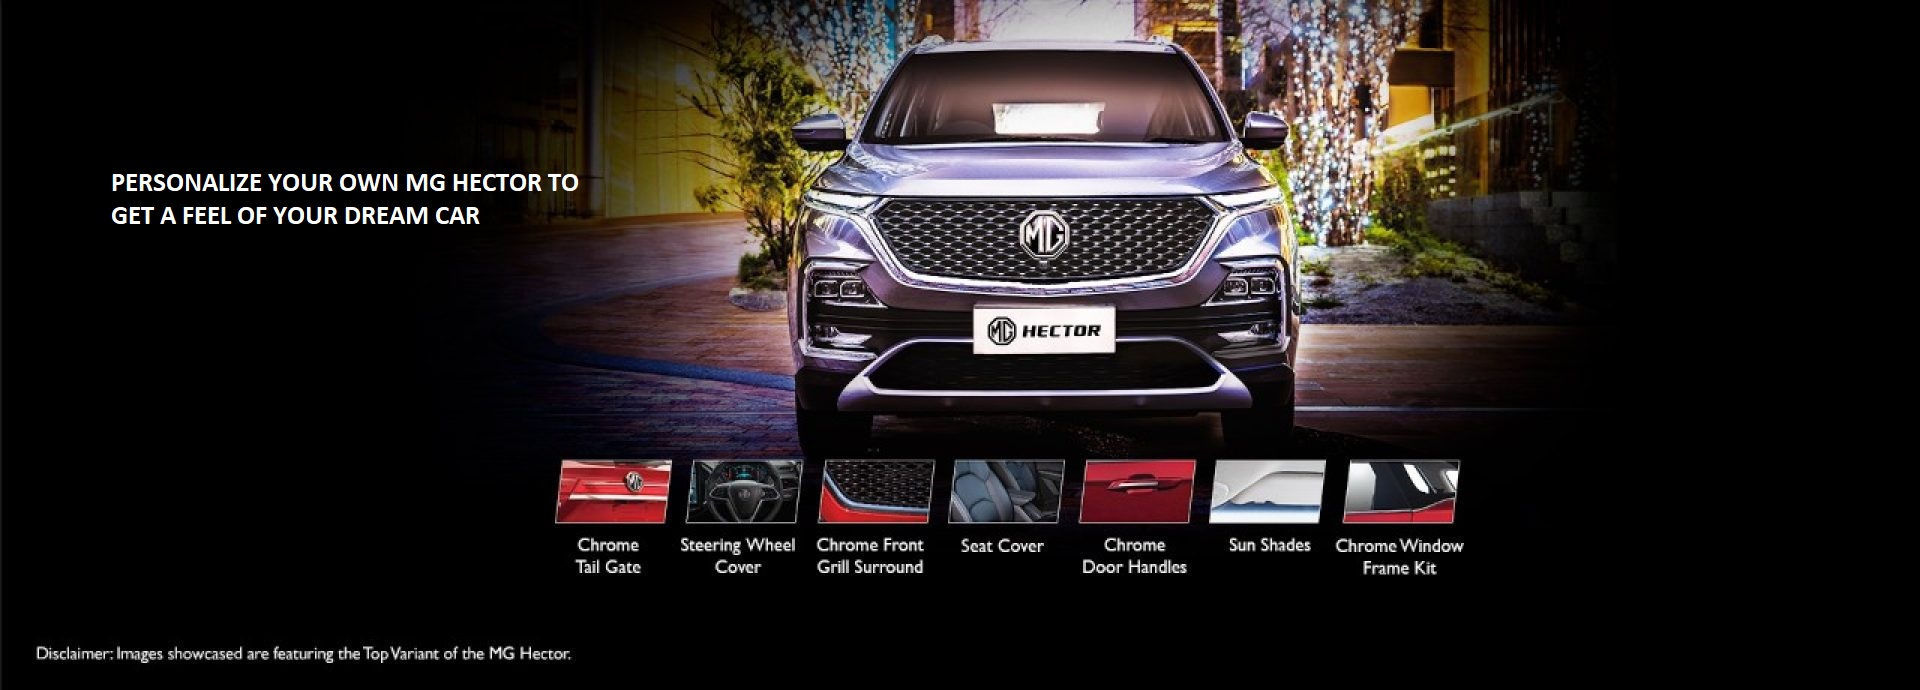 PERSONALIZE YOUR OWN MG HECTOR TO
GET A FEEL OF YOUR DREAM CAR
MG
MG HECTOR
MG
Chrome
Tail Gate
Steering Wheel
Cover
Chrome Front
Grill Surround
Seat Cover
Chrome
Door Handles
Sun Shades
Chrome Window
Frame Kit
Disclaimer: Images showcased are featuring the Top Variant of the MG Hector.